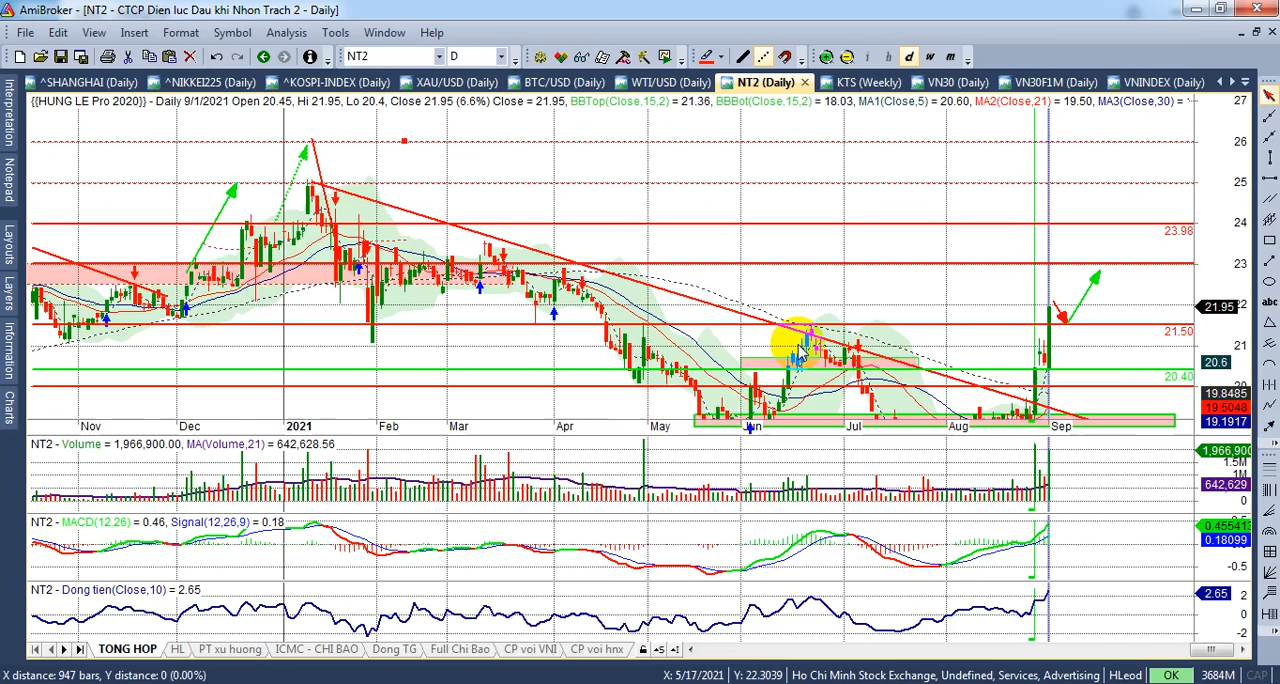 AmiBroker - [NT2 - CTCP Dien luc Dau khi Nhon Trach 2 - Daily]
File Edit View Insert Format Symbol Analysis Tools Window Help
NT2 D i h d w m
^SHANGHAI (Daily) ^NIKKEI225 (Daily) ^KOSPI-INDEX (Daily) XAU/USD (Daily) BTC/USD (Daily) WTI/USD (Daily) NT2 (Daily) KTS (Weekly) VN30 (Daily) VN30F1M (Daily) VNINDEX (Daily)
{{HUNG LE Pro 2020}} - Daily 9/1/2021 Open 20.45, Hi 21.95, Lo 20.4, Close 21.95 (6.6%) Close = 21.95, BBTop(Close,15,2) = 21.36, BBBot(Close,15,2) = 18.03, MA1(Close,5) = 20.60, MA2(Close,21) = 19.50, MA3(Close,30) =
27
26
25
24
23.98
23
22
21.95
21.50
21
20.6
20.40
20
19.8485
19.5048
19.1917
Nov Dec 2021 Feb Mar Apr May Jun Jul Aug Sep
NT2 - Volume = 1,966,900.00, MA(Volume,21) = 642,628.56
1,966,900
1.5M
1M
642,629
0
NT2 - MACD(12,26) = 0.46, Signal(12,26,9) = 0.18
0.455413
0.18099
-0.5
NT2 - Dong tien(Close,10) = 2.65
2.65
2
0
-2
TONG HOP HL PT xu huong ICMC - CHI BAO Dong TG Full Chi Bao CP voi VNI CP voi hnx
Interpretation
Notepad
Layouts
Layers
Information
Charts
abc
X distance: 947 bars, Y distance: 0 (0.00%) X: 5/17/2021 Y: 22.3039 Ho Chi Minh Stock Exchange, Undefined, Services, Advertising HLeod OK 3684M CAP